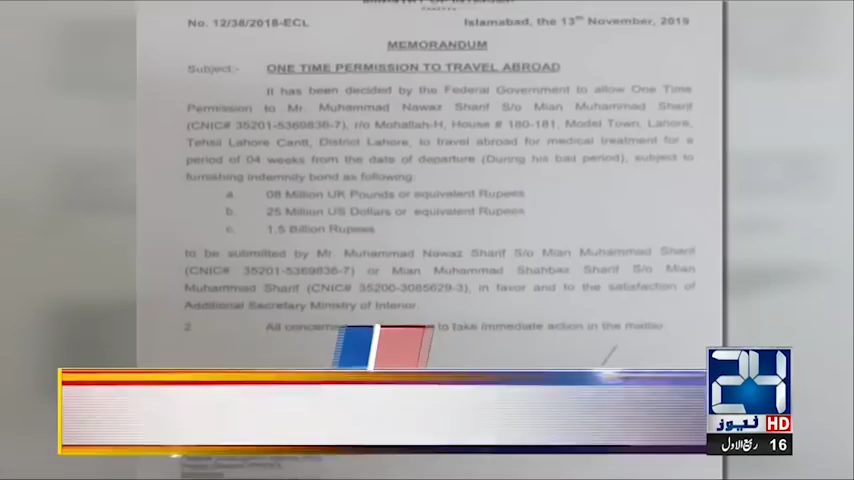 MINISTRY OF INTERIOR
No. 12/38/2018-ECL Islamabad, the 13th November, 2019
MEMORANDUM
Subject:- ONE TIME PERMISSION TO TRAVEL ABROAD
It has been decided by the Federal Government to allow One Time
Permission to Mr. Muhammad Nawaz Sharif S/o Mian Muhammad Sharif
(CNIC# 35201-5369836-7), r/o Mohallah-H, House # 180-181, Model Town, Lahore,
Tehsil Lahore Cantt, District Lahore, to travel abroad for medical treatment for a
period of 04 weeks from the date of departure (During his bail period), subject to
furnishing indemnity bond as following:
a. 08 Million UK Pounds or equivalent Rupees
b. 25 Million US Dollars or equivalent Rupees
c. 1.5 Billion Rupees
to be submitted by Mr. Muhammad Nawaz Sharif S/o Mian Muhammad Sharif
(CNIC# 35201-5369836-7) or Mian Muhammad Shahbaz Sharif S/o Mian
Muhammad Sharif (CNIC# 35200-3085629-3), in favor and to the satisfaction of
Additional Secretary Ministry of Interior.
2 All to take immediate action in the matter
24
نیوز HD
16 ربیع الاول